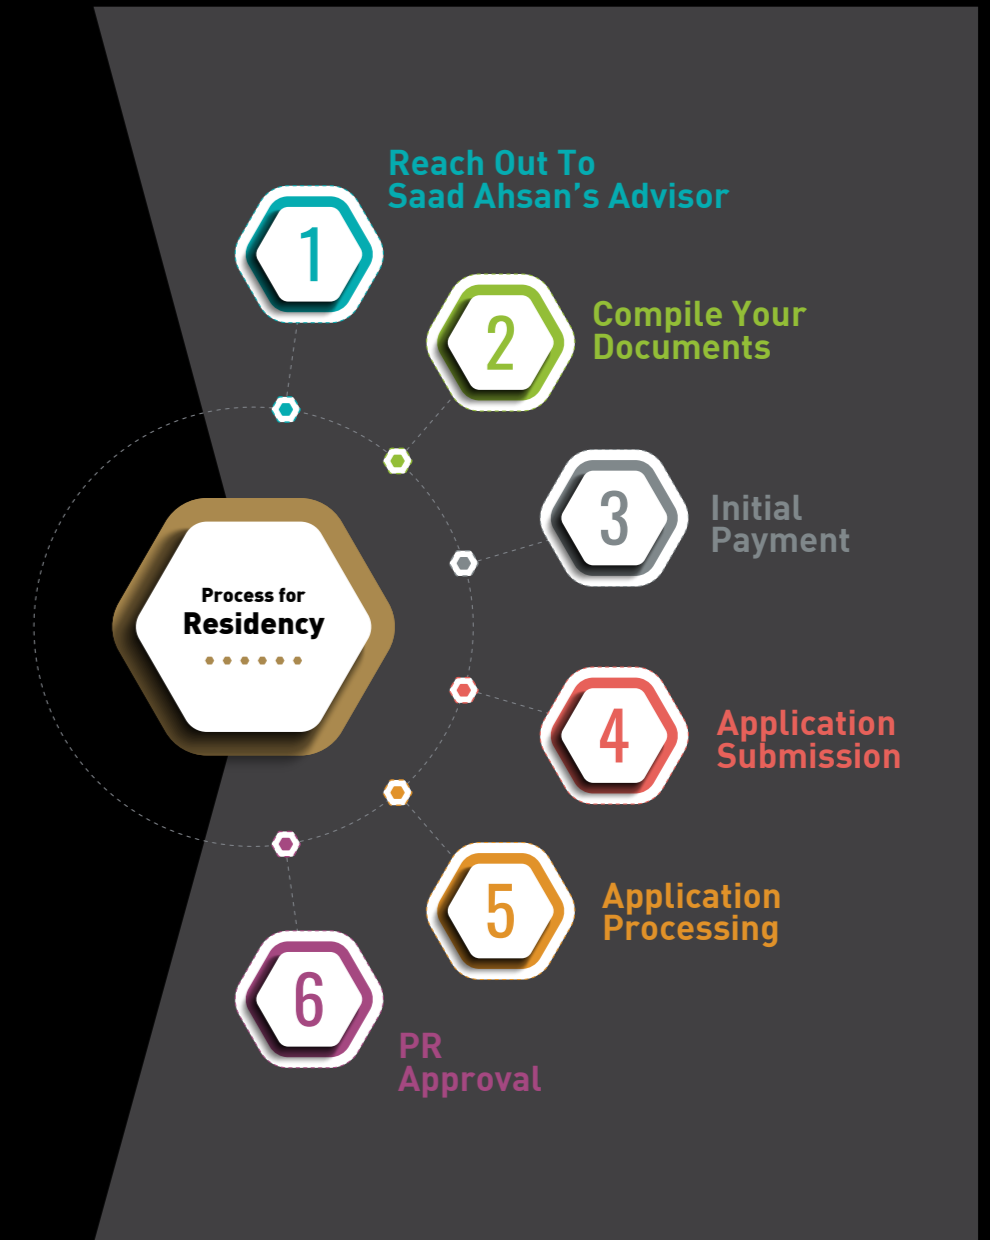 Reach Out To
Saad Ahsan’s Advisor
1
2
Compile Your
Documents
3
Initial
Payment
Process for
Residency
4
Application
Submission
5
Application
Processing
6
PR
Approval